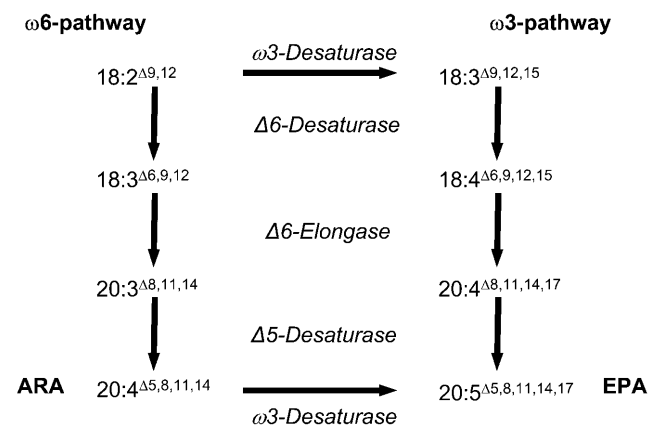 ω6-pathway ω3-pathway
ω3-Desaturase
18:2Δ9,12 18:3Δ9,12,15
Δ6-Desaturase
18:3Δ6,9,12 18:4Δ6,9,12,15
Δ6-Elongase
20:3Δ8,11,14 20:4Δ8,11,14,17
Δ5-Desaturase
ARA 20:4Δ5,8,11,14 20:5Δ5,8,11,14,17 EPA
ω3-Desaturase